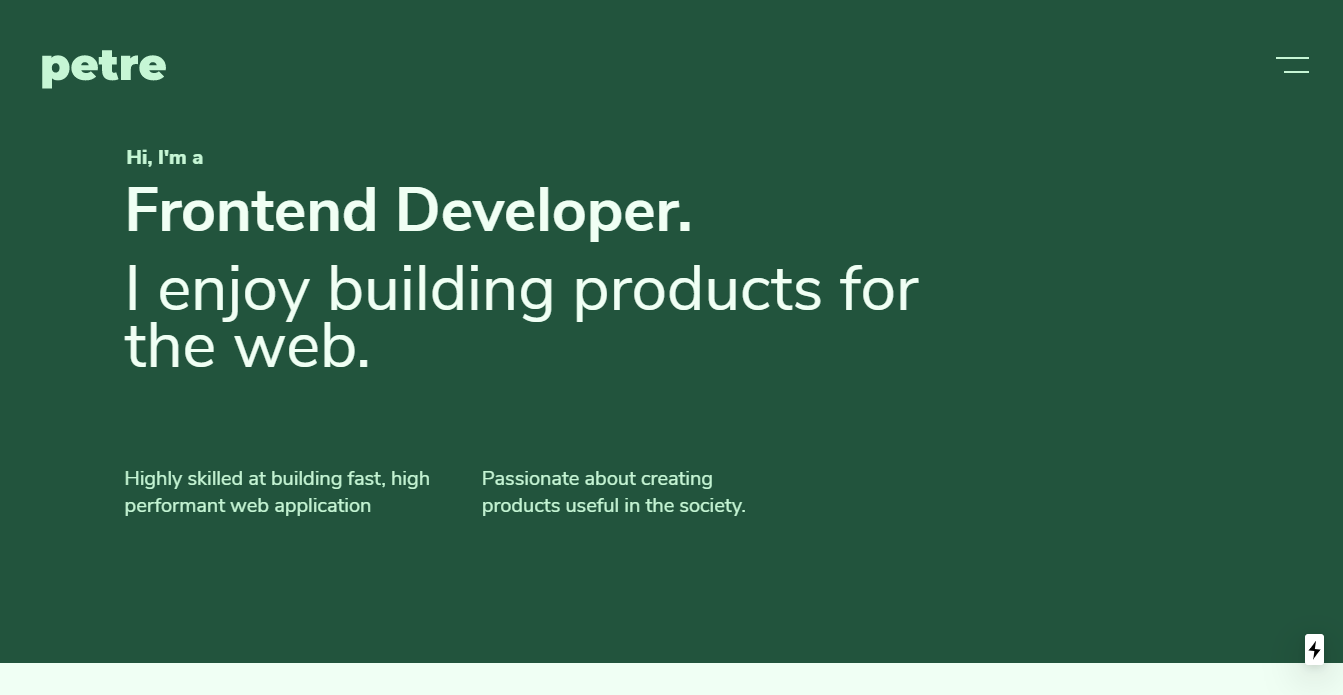 petre
Hi, I'm a
Frontend Developer.
I enjoy building products for
the web.
Highly skilled at building fast, high
performant web application
Passionate about creating
products useful in the society.